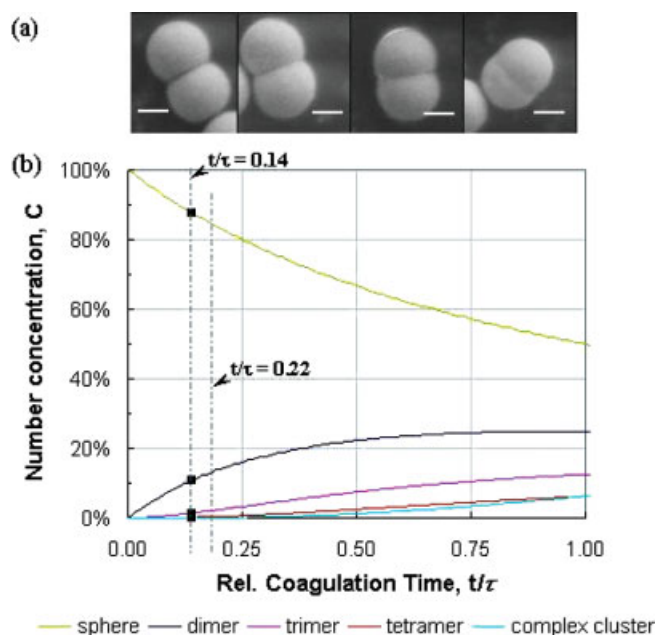 (a)
(b)
t/τ = 0.14
100%
80%
60%
40%
20%
0%
Number concentration, C
t/τ = 0.22
0.00 0.25 0.50 0.75 1.00
Rel. Coagulation Time, t/τ
sphere dimer trimer tetramer complex cluster